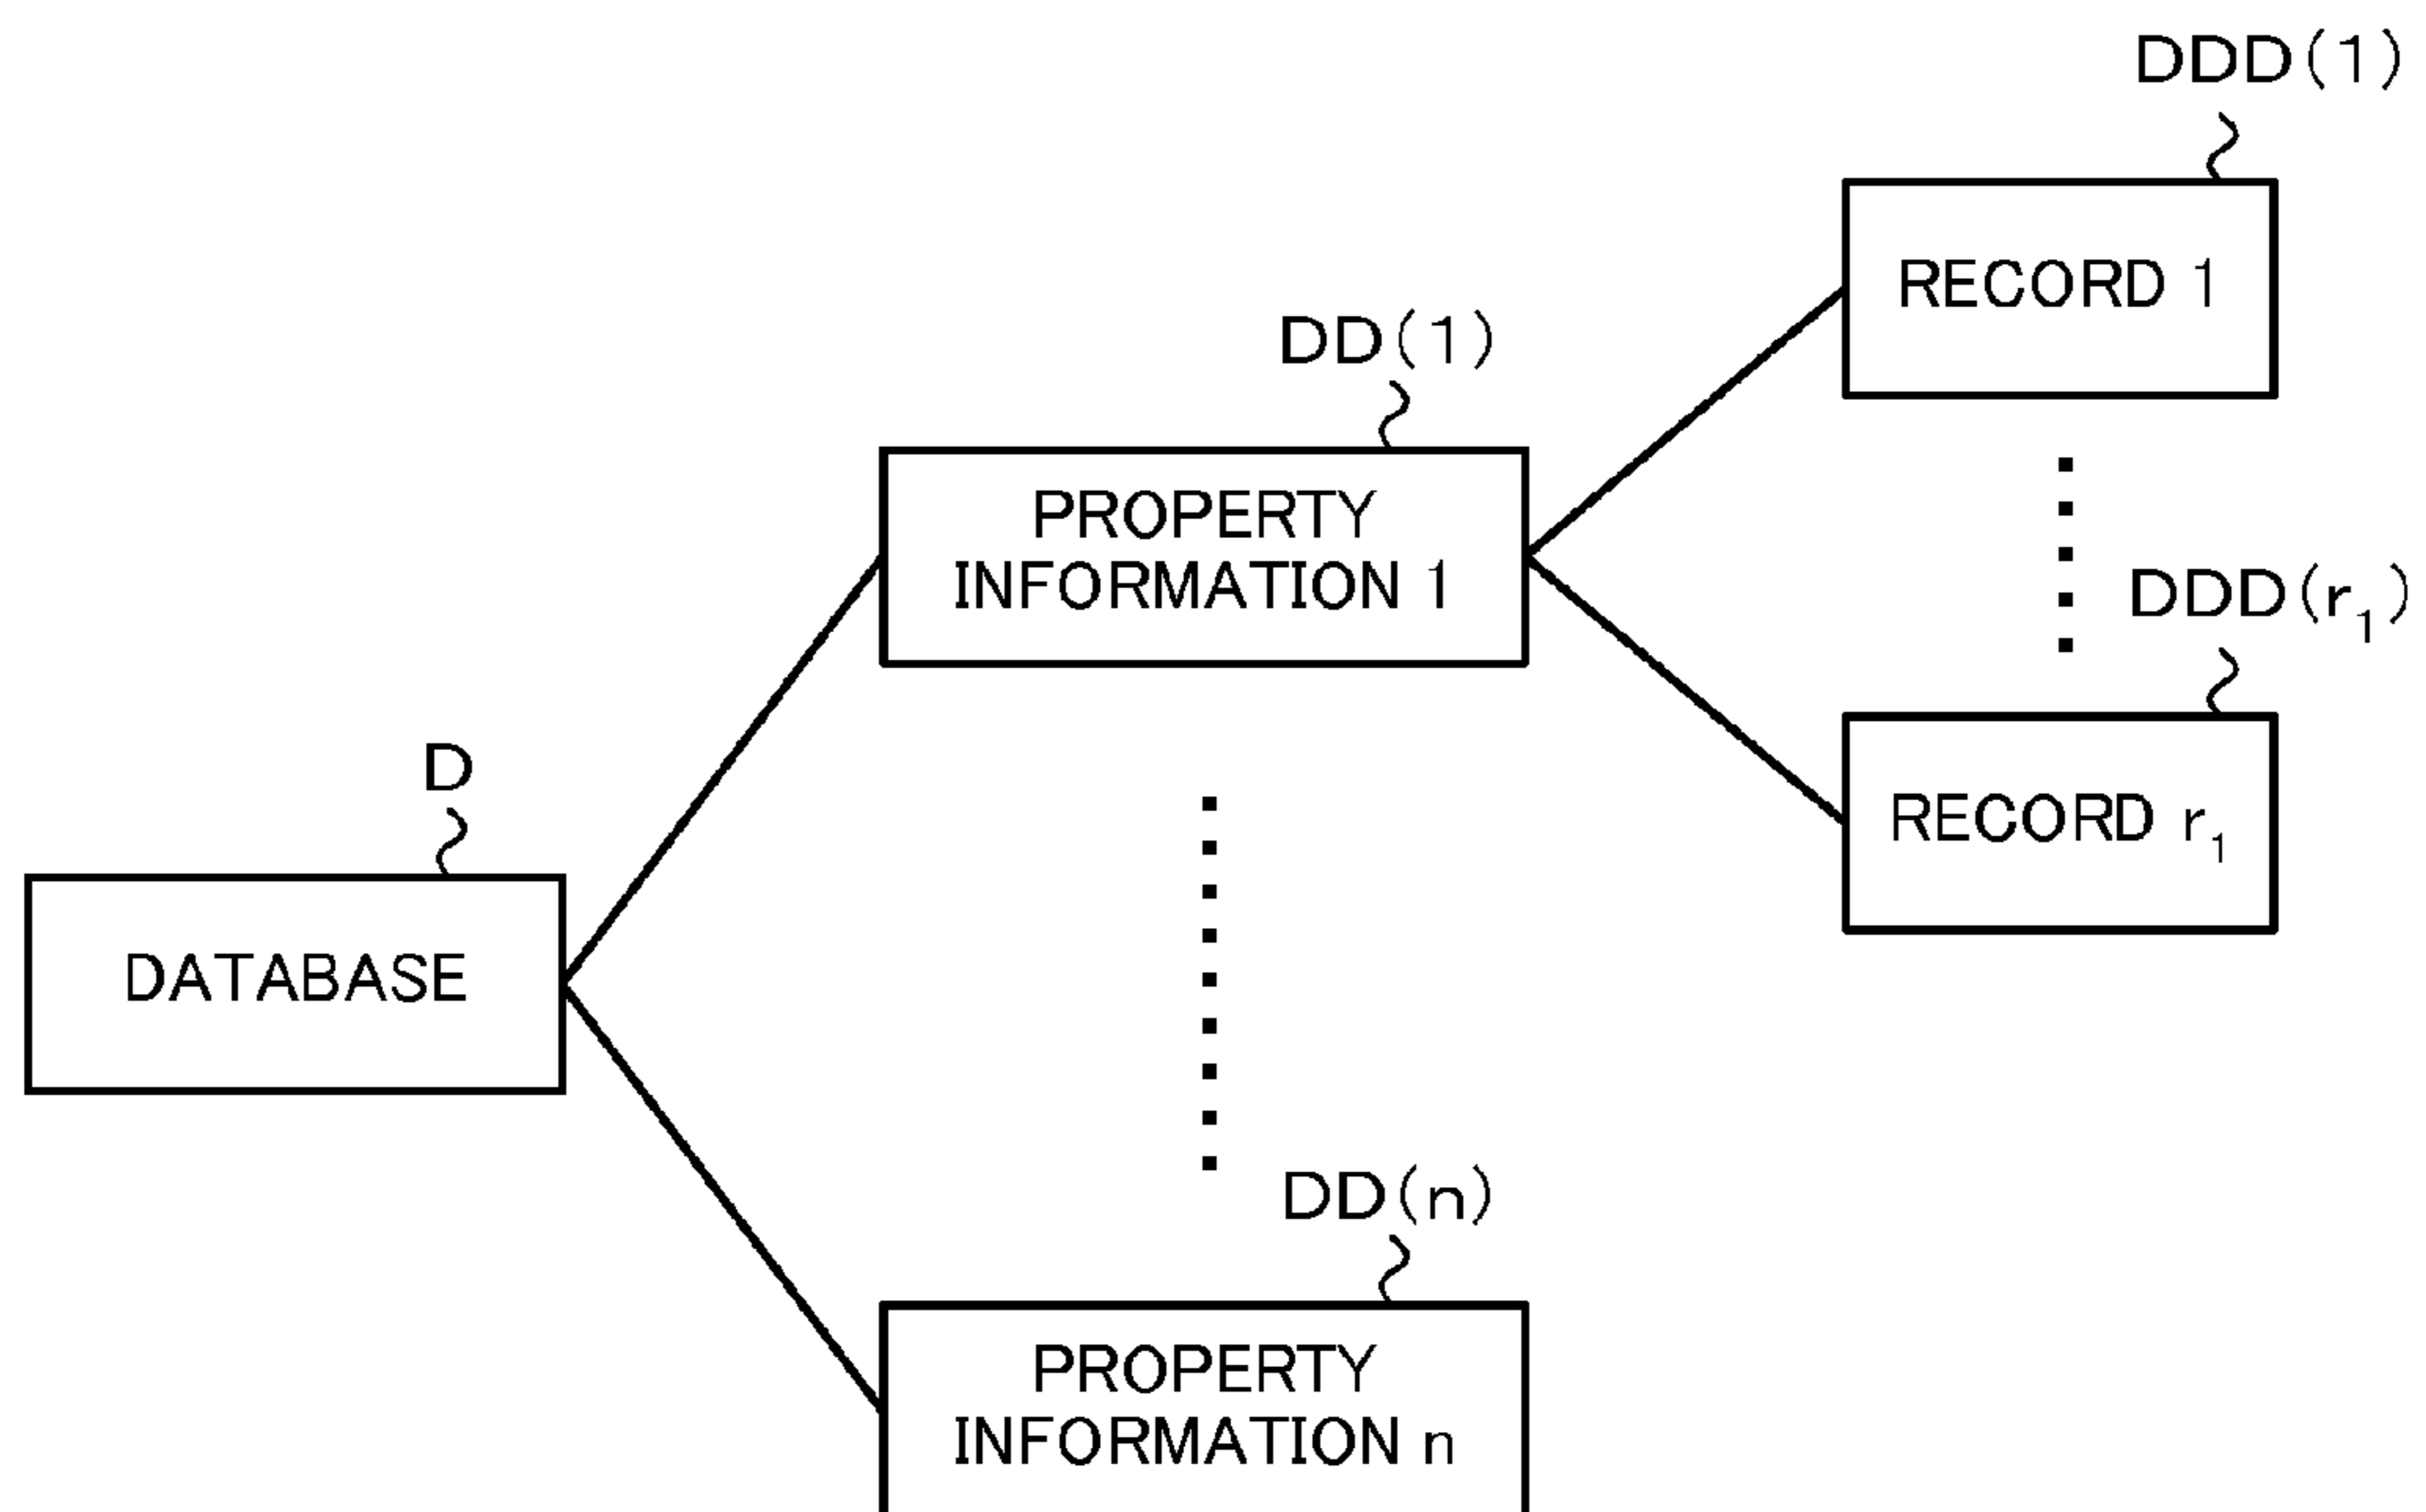 DDD(1)
RECORD 1
DD(1)
PROPERTY
INFORMATION 1
DDD(r₁)
RECORD r₁
D
DATABASE
DD(n)
PROPERTY
INFORMATION n